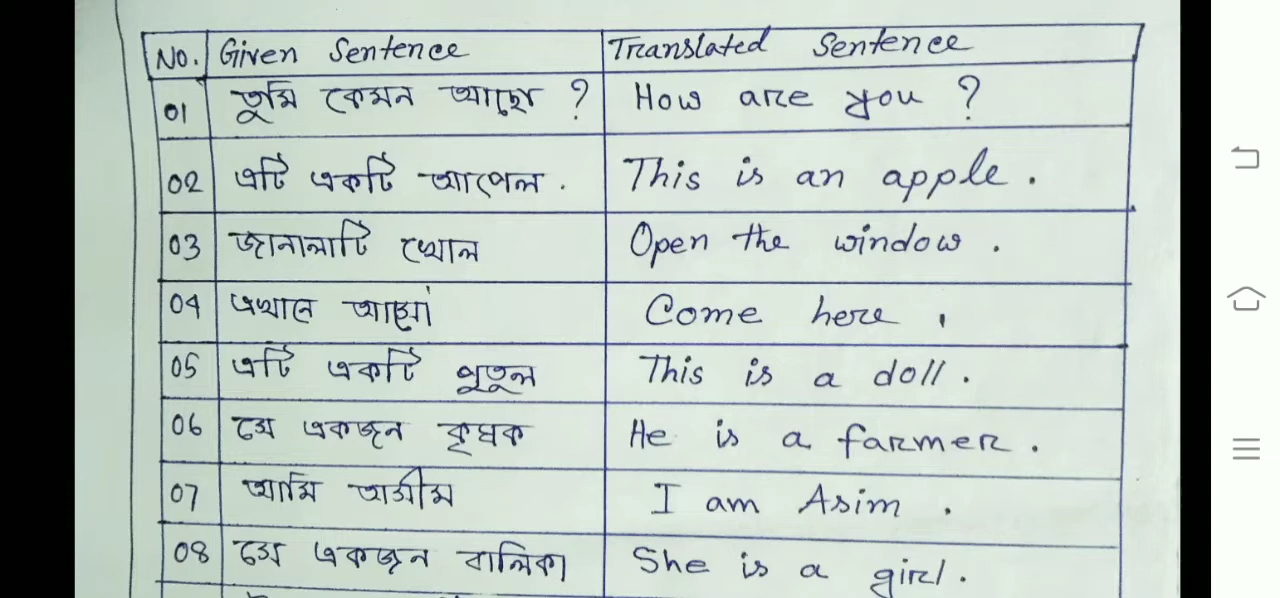 No. Given Sentence Translated Sentence
01 তুমি কেমন আছো ? How are you ?
02 এটি একটি আপেল . This is an apple .
03 জানালাটি খোল Open the window .
04 এখানে আসো Come here .
05 এটি একটি পুতুল This is a doll .
06 সে একজন কৃষক He is a farmer .
07 আমি অসীম I am Asim .
08 সে একজন বালিকা She is a girl .